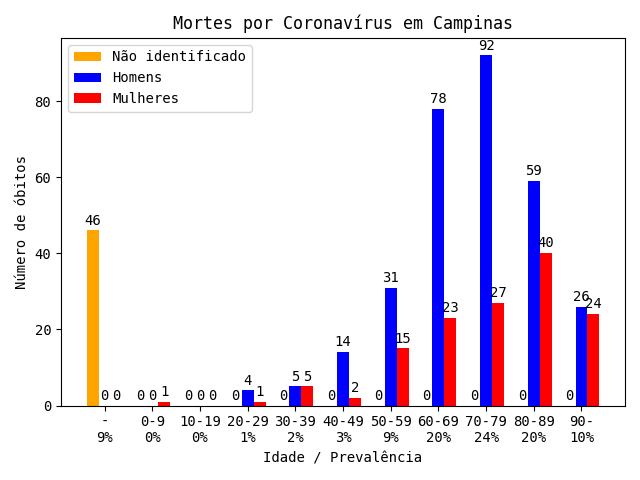 Mortes por Coronavírus em Campinas
Não identificado
Homens
Mulheres
Número de óbitos
80
60
40
20
0
46 0 0
0 0 1
0 0 0
0 4 1
0 5 5
0 14 2
0 31 15
0 78 23
0 92 27
0 59 40
0 26 24
- 0-9 10-19 20-29 30-39 40-49 50-59 60-69 70-79 80-89 90-
9% 0% 0% 1% 2% 3% 9% 20% 24% 20% 10%
Idade / Prevalência